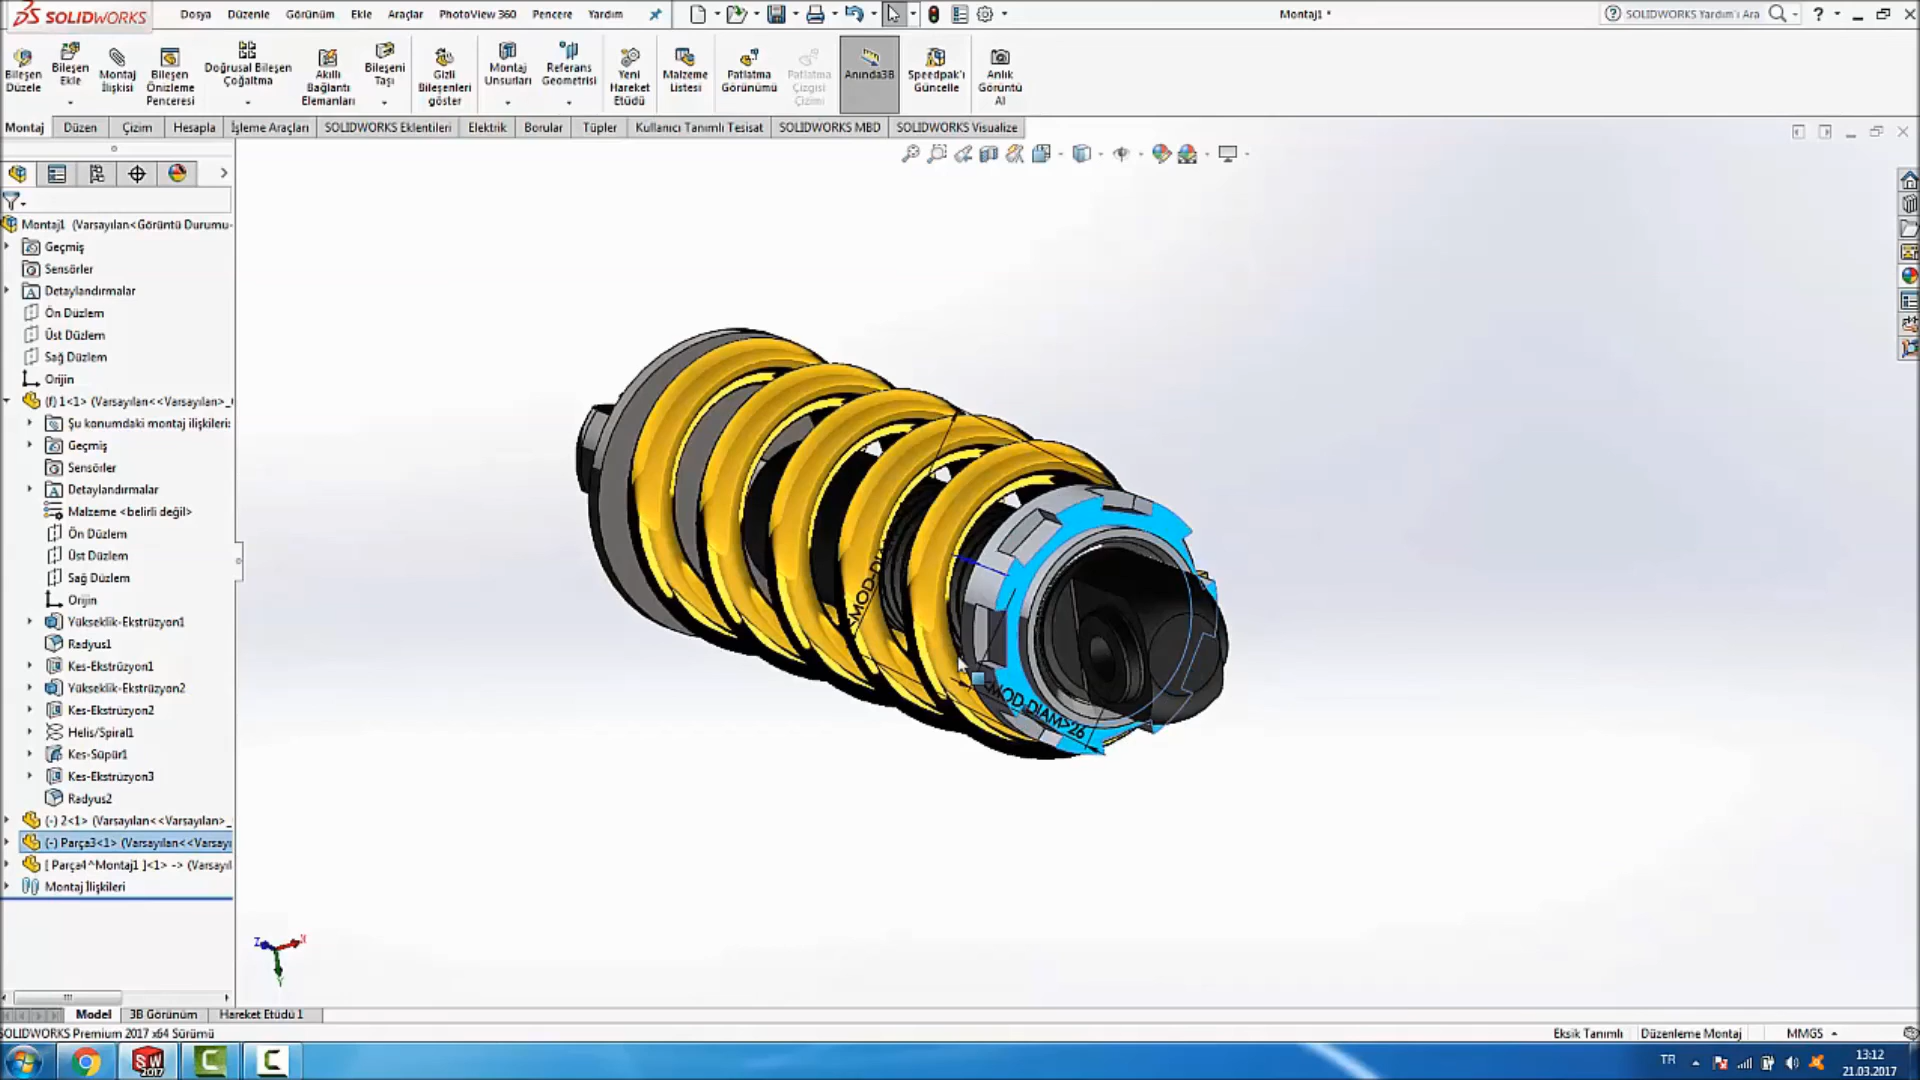 SOLIDWORKS
Dosya Düzenle Görünüm Ekle Araçlar PhotoView 360 Pencere Yardım
Montaj1 *
SOLIDWORKS Yardım'ı Ara
Bileşen Düzele
Bileşen Ekle
Montaj İlişkisi
Bileşen Önizleme Penceresi
Doğrusal Bileşen Çoğaltma
Akıllı Bağlantı Elemanları
Bileşeni Taşı
Gizli Bileşenleri göster
Montaj Unsurları
Referans Geometrisi
Yeni Hareket Etüdü
Malzeme Listesi
Patlatma Görünümü
Patlatma Çizgisi Çizimi
Anında3B
Speedpak'ı Güncelle
Anlık Görüntü Al
Montaj Düzen Çizim Hesapla İşleme Araçları SOLIDWORKS Eklentileri Elektrik Borular Tüpler Kullanıcı Tanımlı Tesisat SOLIDWORKS MBD SOLIDWORKS Visualize
Montaj1 (Varsayılan<Görüntü Durumu-
Geçmiş
Sensörler
Detaylandırmalar
Ön Düzlem
Üst Düzlem
Sağ Düzlem
Orijin
(f) 1<1> (Varsayılan<<Varsayılan>_
Şu konumdaki montaj ilişkileri:
Geçmiş
Sensörler
Detaylandırmalar
Malzeme <belirli değil>
Ön Düzlem
Üst Düzlem
Sağ Düzlem
Orijin
Yükseklik-Ekstrüzyon1
Radyus1
Kes-Ekstrüzyon1
Yükseklik-Ekstrüzyon2
Kes-Ekstrüzyon2
Helis/Spiral1
Kes-Süpür1
Kes-Ekstrüzyon3
Radyus2
(-) 2<1> (Varsayılan<<Varsayılan>_
(-) Parça3<1> (Varsayılan<<Varsayı
[ Parça4^Montaj1 ]<1> -> (Varsayıl
Montaj İlişkileri
<MOD-DI
<MOD-DIAM>26
Z X Y
Model 3B Görünüm Hareket Etüdü 1
SOLIDWORKS Premium 2017 x64 Sürümü
Eksik Tanımlı Düzenleme Montaj MMGS
SW 2017
TR
13:12
21.03.2017